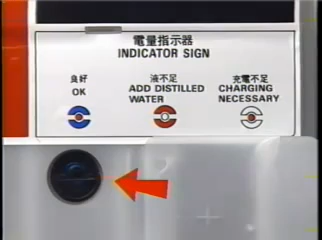 電量指示器
INDICATOR SIGN
良好
OK
液不足
ADD DISTILLED
WATER
充電不足
CHARGING
NECESSARY